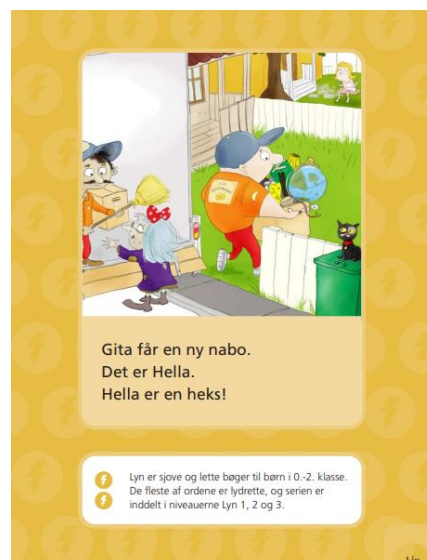 Gita får en ny nabo.
Det er Hella.
Hella er en heks!
Lyn er sjove og lette bøger til børn i 0.-2. klasse.
De fleste af ordene er lydrette, og serien er
inddelt i niveauerne Lyn 1, 2 og 3.